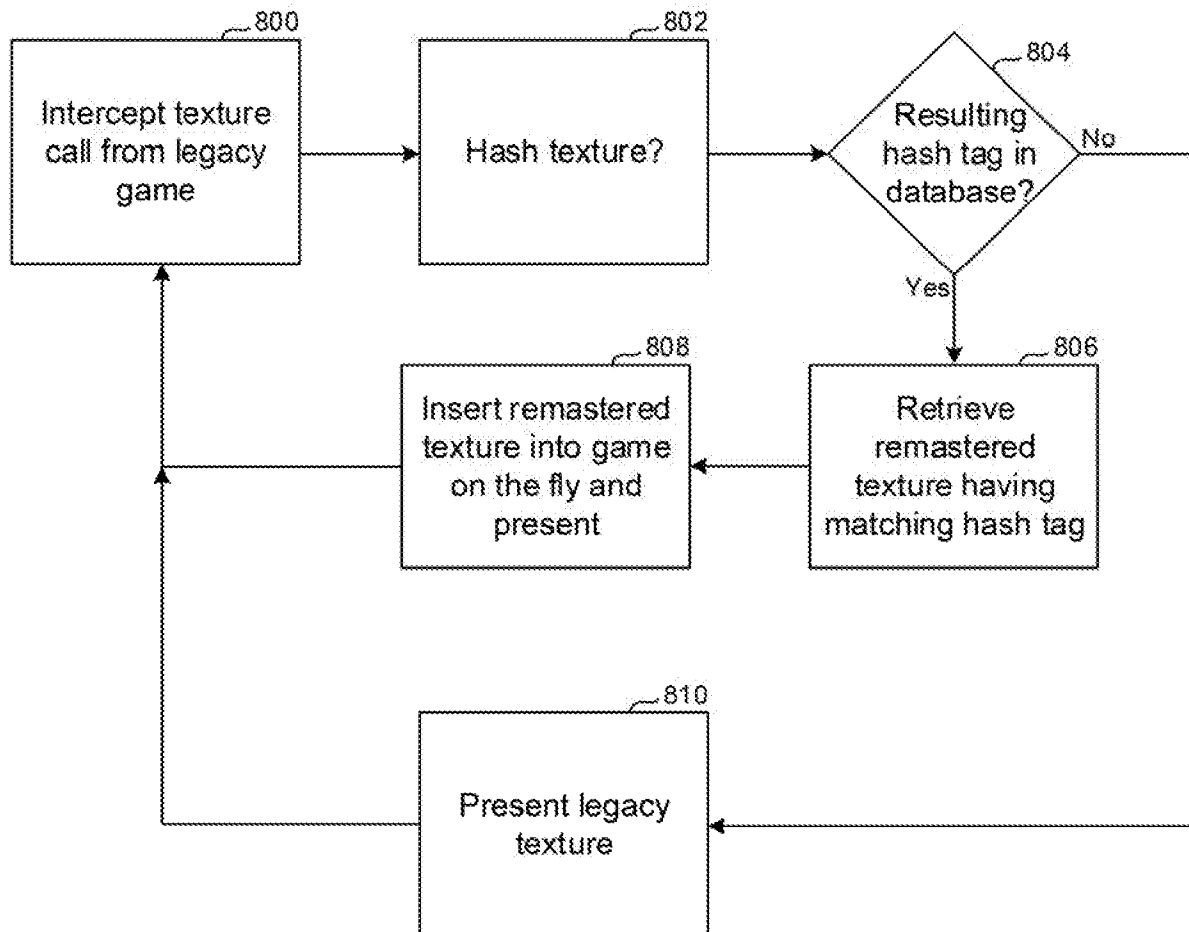 800
Intercept texture
call from legacy
game
802
Hash texture?
804
Resulting
hash tag in
database?
No
Yes
806
Retrieve
remastered
texture having
matching hash tag
808
Insert remastered
texture into game
on the fly and
present
810
Present legacy
texture